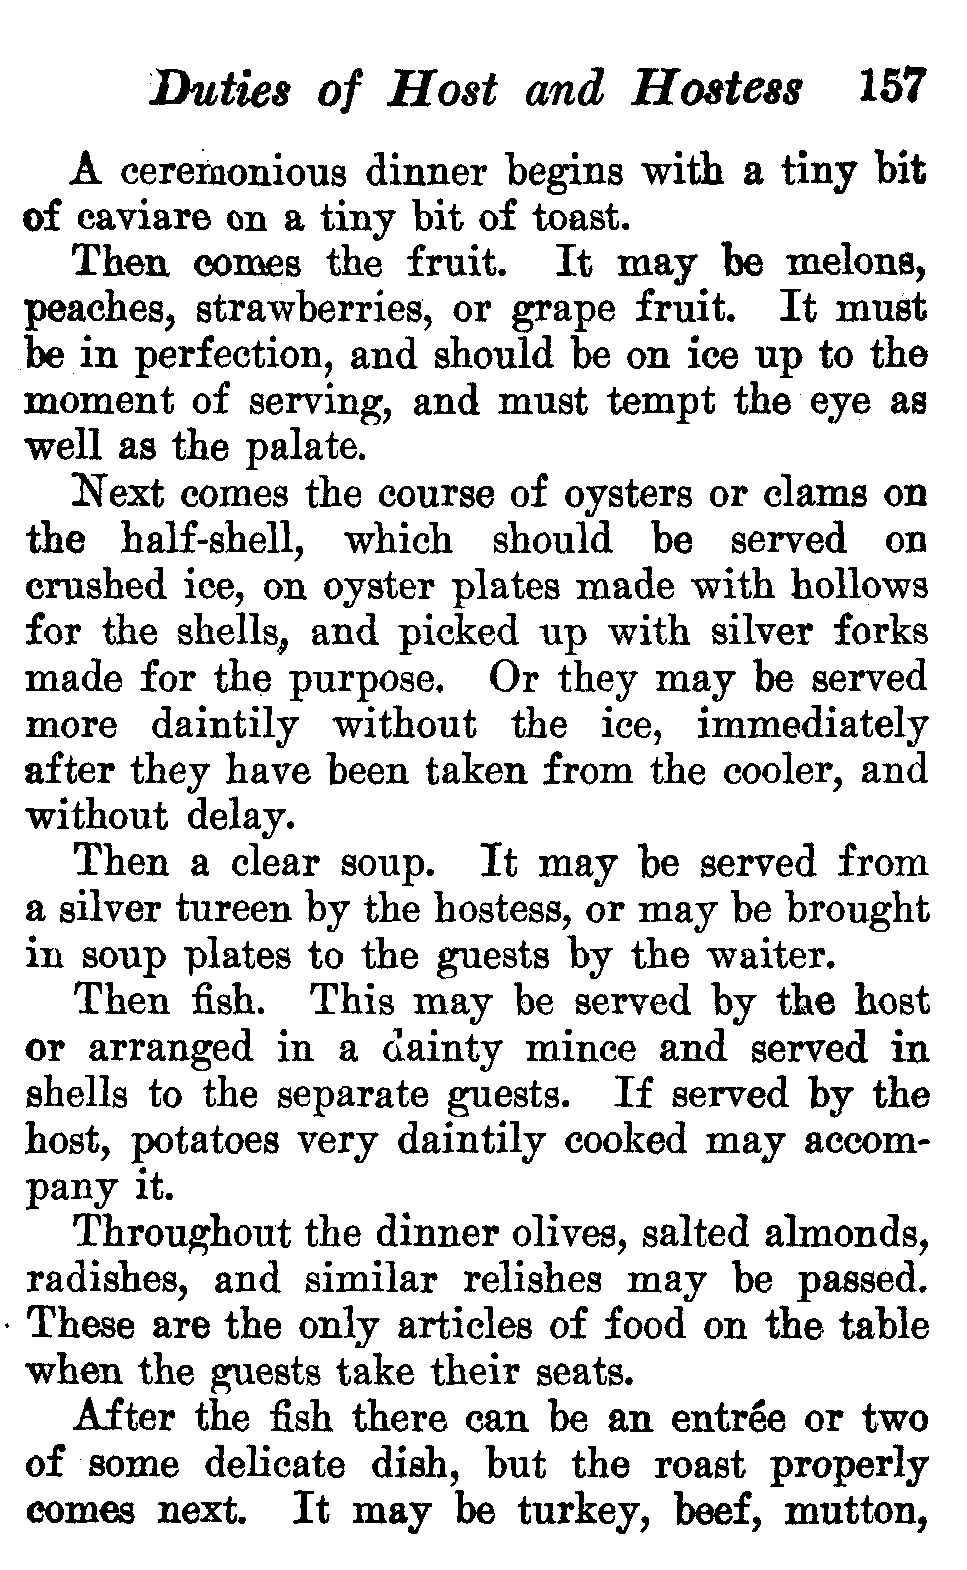 Duties of Host and Hostess 157
A ceremonious dinner begins with a tiny bit
of caviare on a tiny bit of toast.
Then comes the fruit. It may be melons,
peaches, strawberries, or grape fruit. It must
be in perfection, and should be on ice up to the
moment of serving, and must tempt the eye as
well as the palate.
Next comes the course of oysters or clams on
the half-shell, which should be served on
crushed ice, on oyster plates made with hollows
for the shells, and picked up with silver forks
made for the purpose. Or they may be served
more daintily without the ice, immediately
after they have been taken from the cooler, and
without delay.
Then a clear soup. It may be served from
a silver tureen by the hostess, or may be brought
in soup plates to the guests by the waiter.
Then fish. This may be served by the host
or arranged in a dainty mince and served in
shells to the separate guests. If served by the
host, potatoes very daintily cooked may accom-
pany it.
Throughout the dinner olives, salted almonds,
radishes, and similar relishes may be passed.
These are the only articles of food on the table
when the guests take their seats.
After the fish there can be an entrée or two
of some delicate dish, but the roast properly
comes next. It may be turkey, beef, mutton,